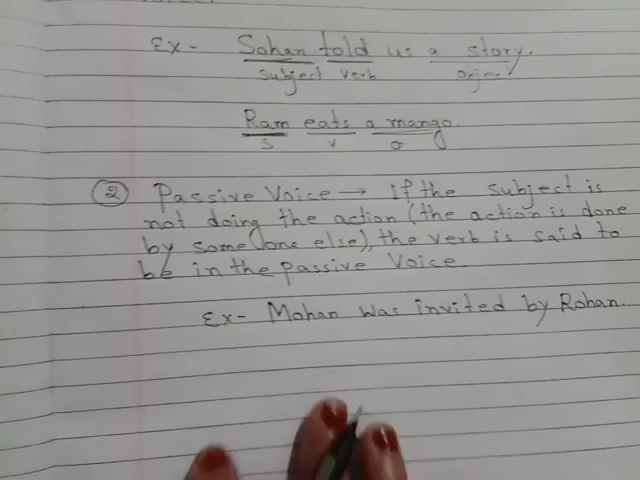 Ex- Sohan told us a story.
subject verb
Ram eats a mango.
S V O
② Passive Voice → If the subject is
not doing the action (the action is done
by some one else), the verb is said to
be in the passive Voice.
Ex- Mohan was invited by Rohan.